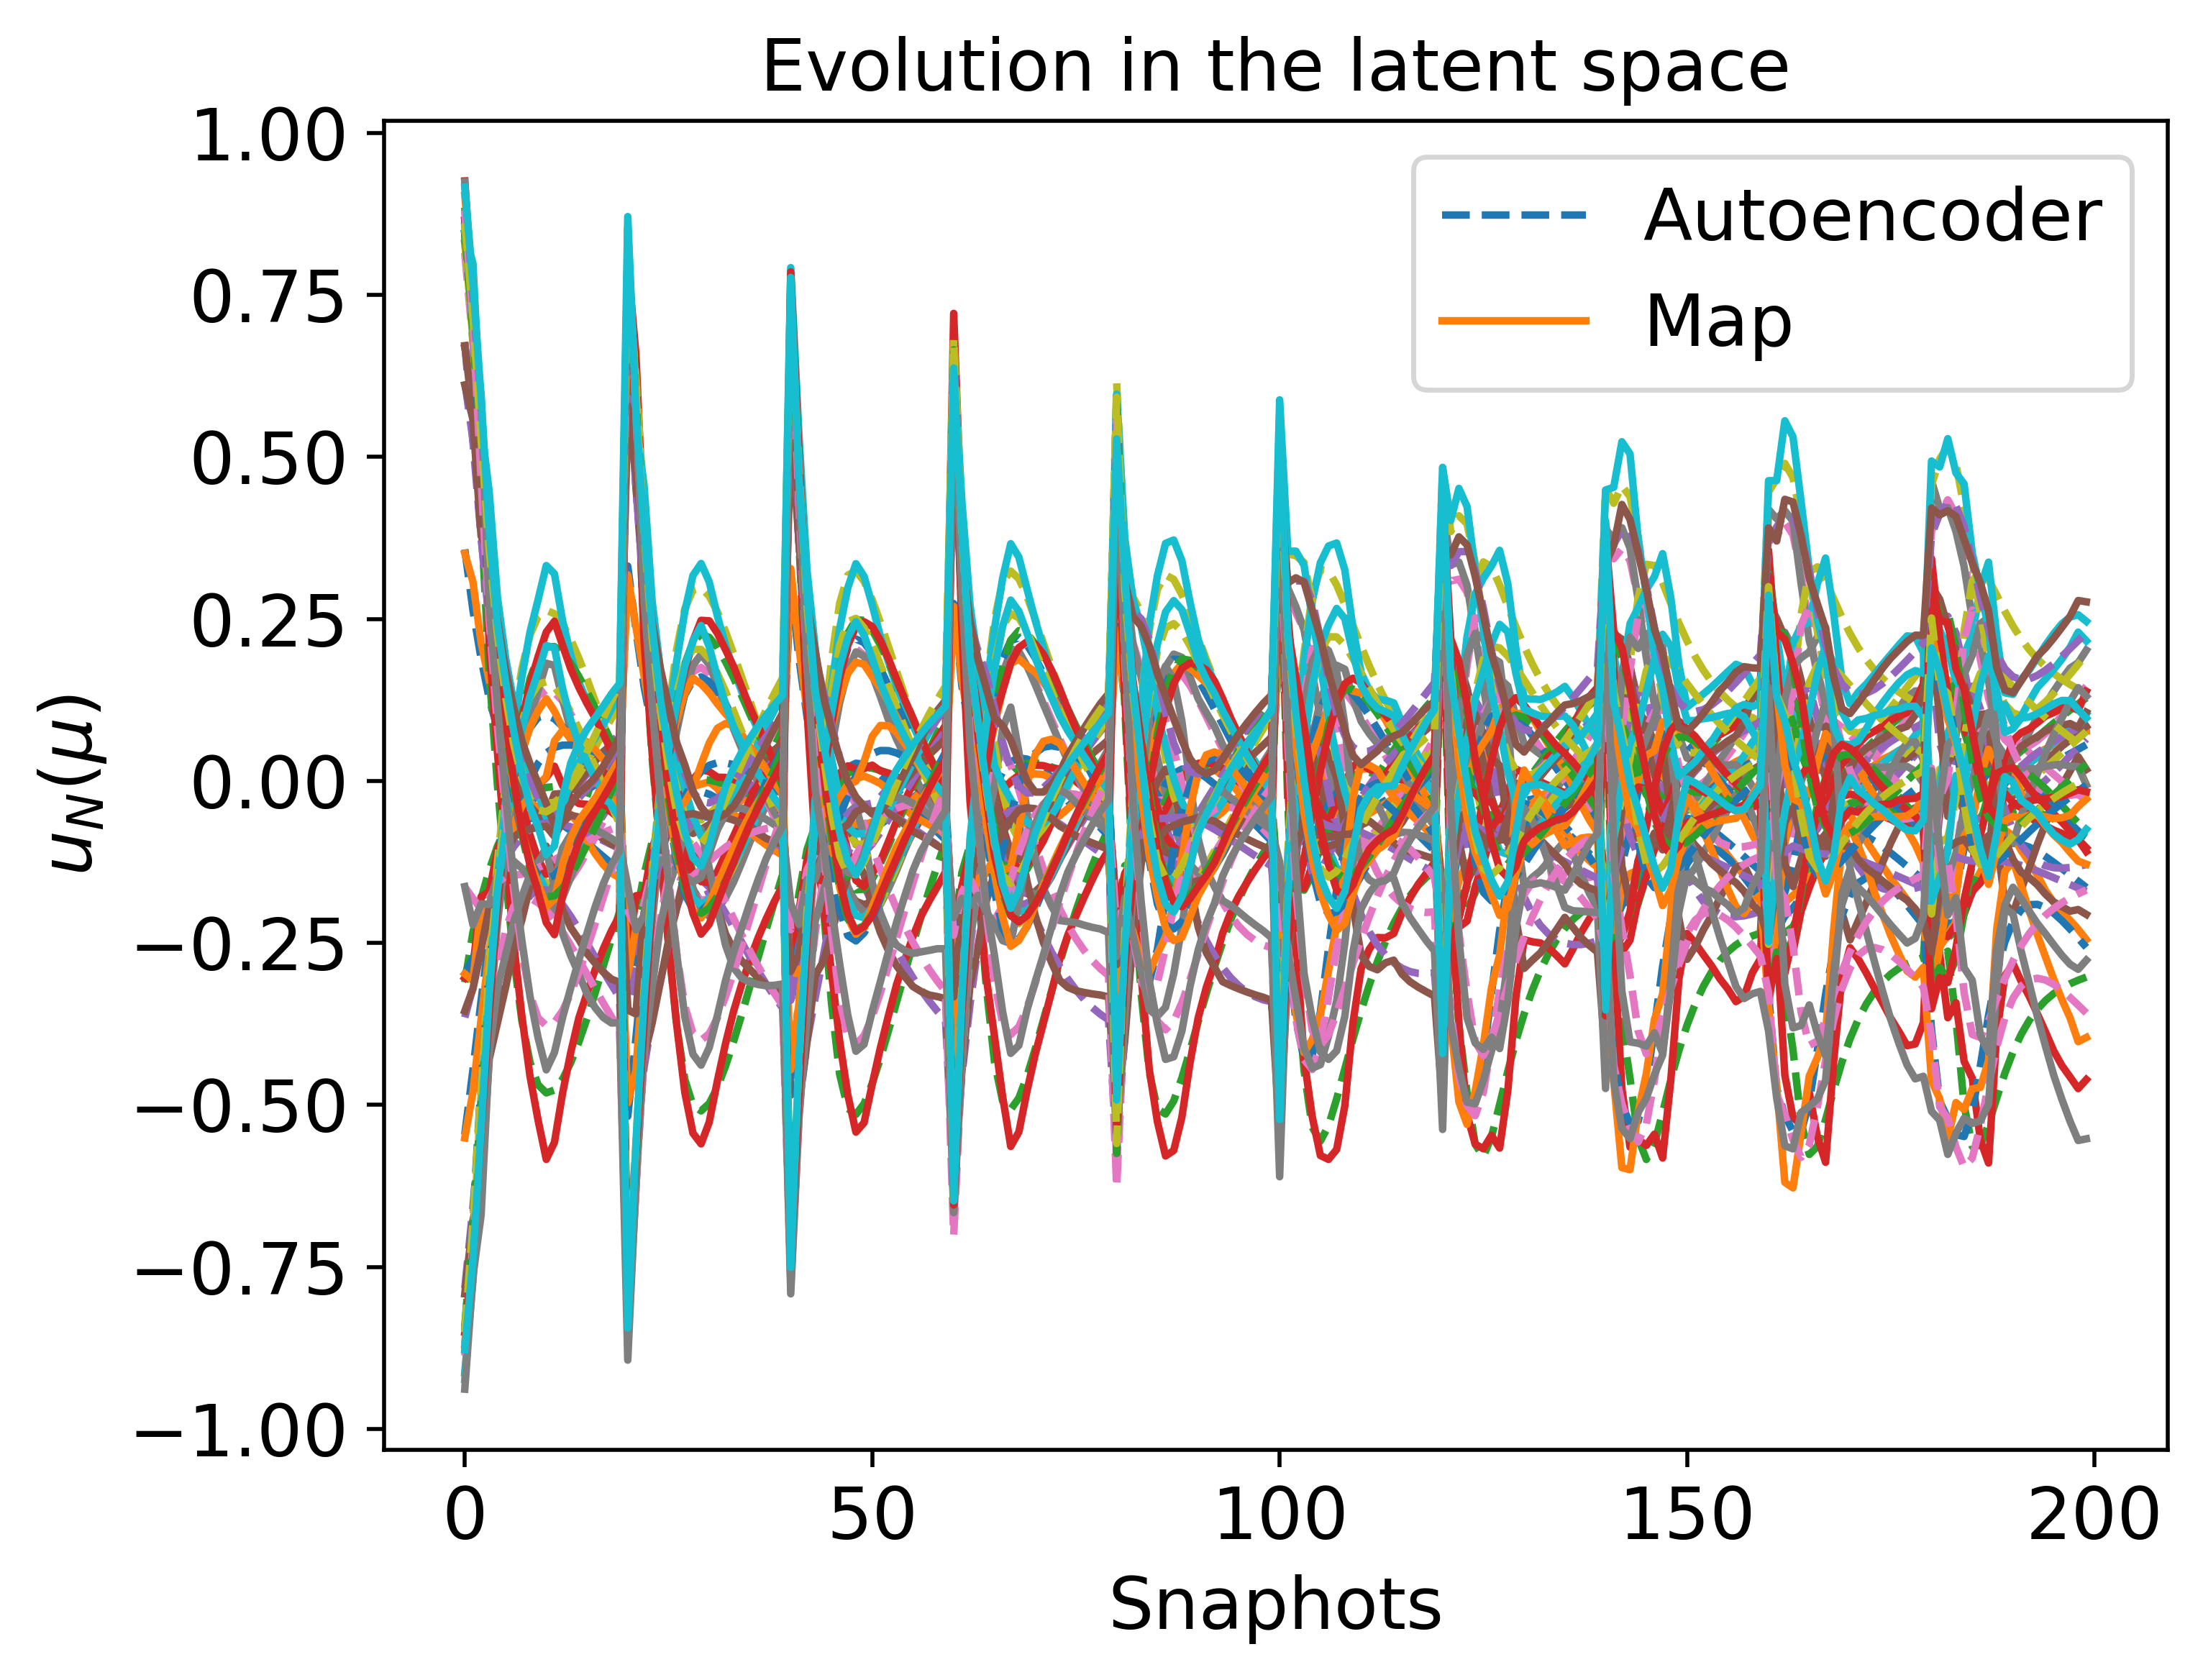 Evolution in the latent space
1.00
0.75
0.50
0.25
0.00
−0.25
−0.50
−0.75
−1.00
u_N(μ)
Autoencoder
Map
0 50 100 150 200
Snaphots